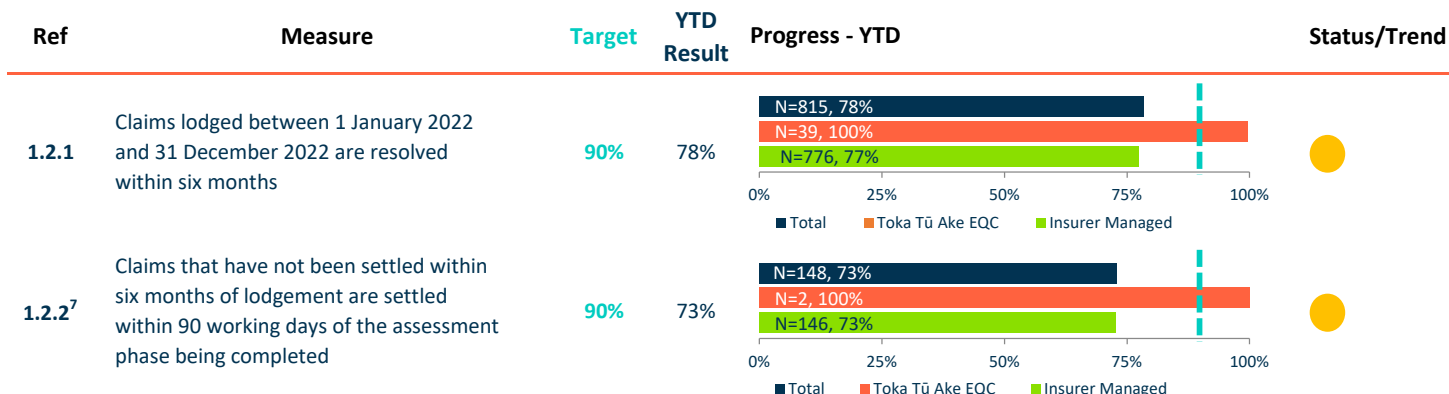 Ref Measure Target YTD Result Progress - YTD Status/Trend
Claims lodged between 1 January 2022
and 31 December 2022 are resolved
within six months
1.2.1
90%
78%
N=815, 78%
N=39, 100%
N=776, 77%
0% 25% 50% 75% 100%
Total Toka Tū Ake EQC Insurer Managed
Claims that have not been settled within
six months of lodgement are settled
within 90 working days of the assessment
phase being completed
1.2.2⁷
90%
73%
N=148, 73%
N=2, 100%
N=146, 73%
0% 25% 50% 75% 100%
Total Toka Tū Ake EQC Insurer Managed